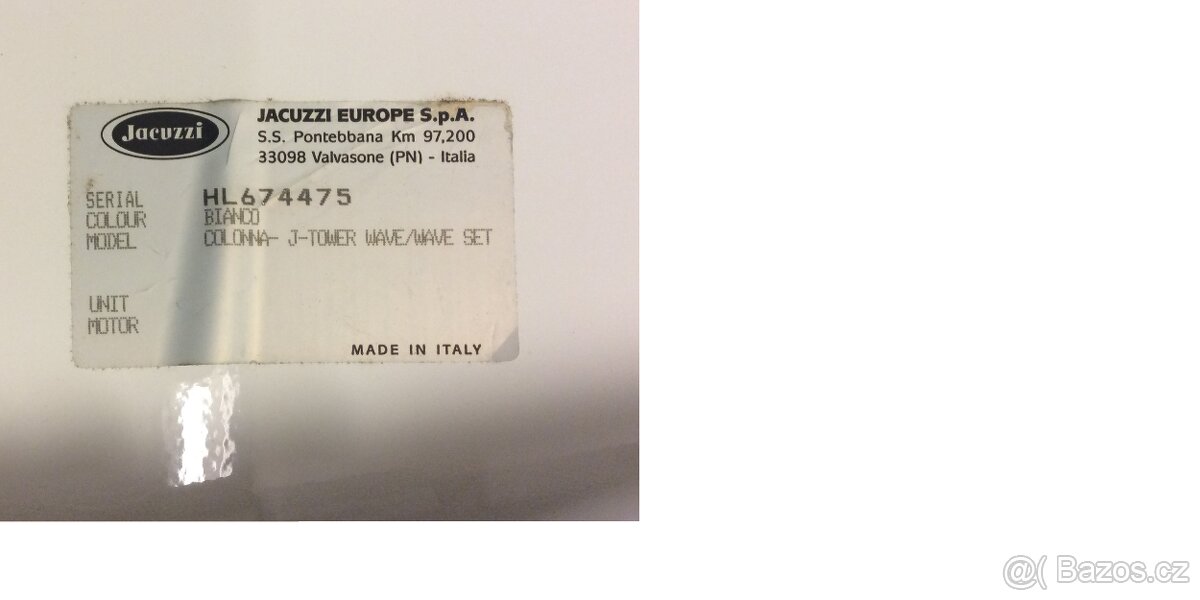 Jacuzzi
JACUZZI EUROPE S.p.A.
S.S. Pontebbana Km 97,200
33098 Valvasone (PN) - Italia
SERIAL HL674475
COLOUR BIANCO
MODEL COLONNA- J-TOWER WAVE/WAVE SET
UNIT
MOTOR
MADE IN ITALY
@( Bazos.cz